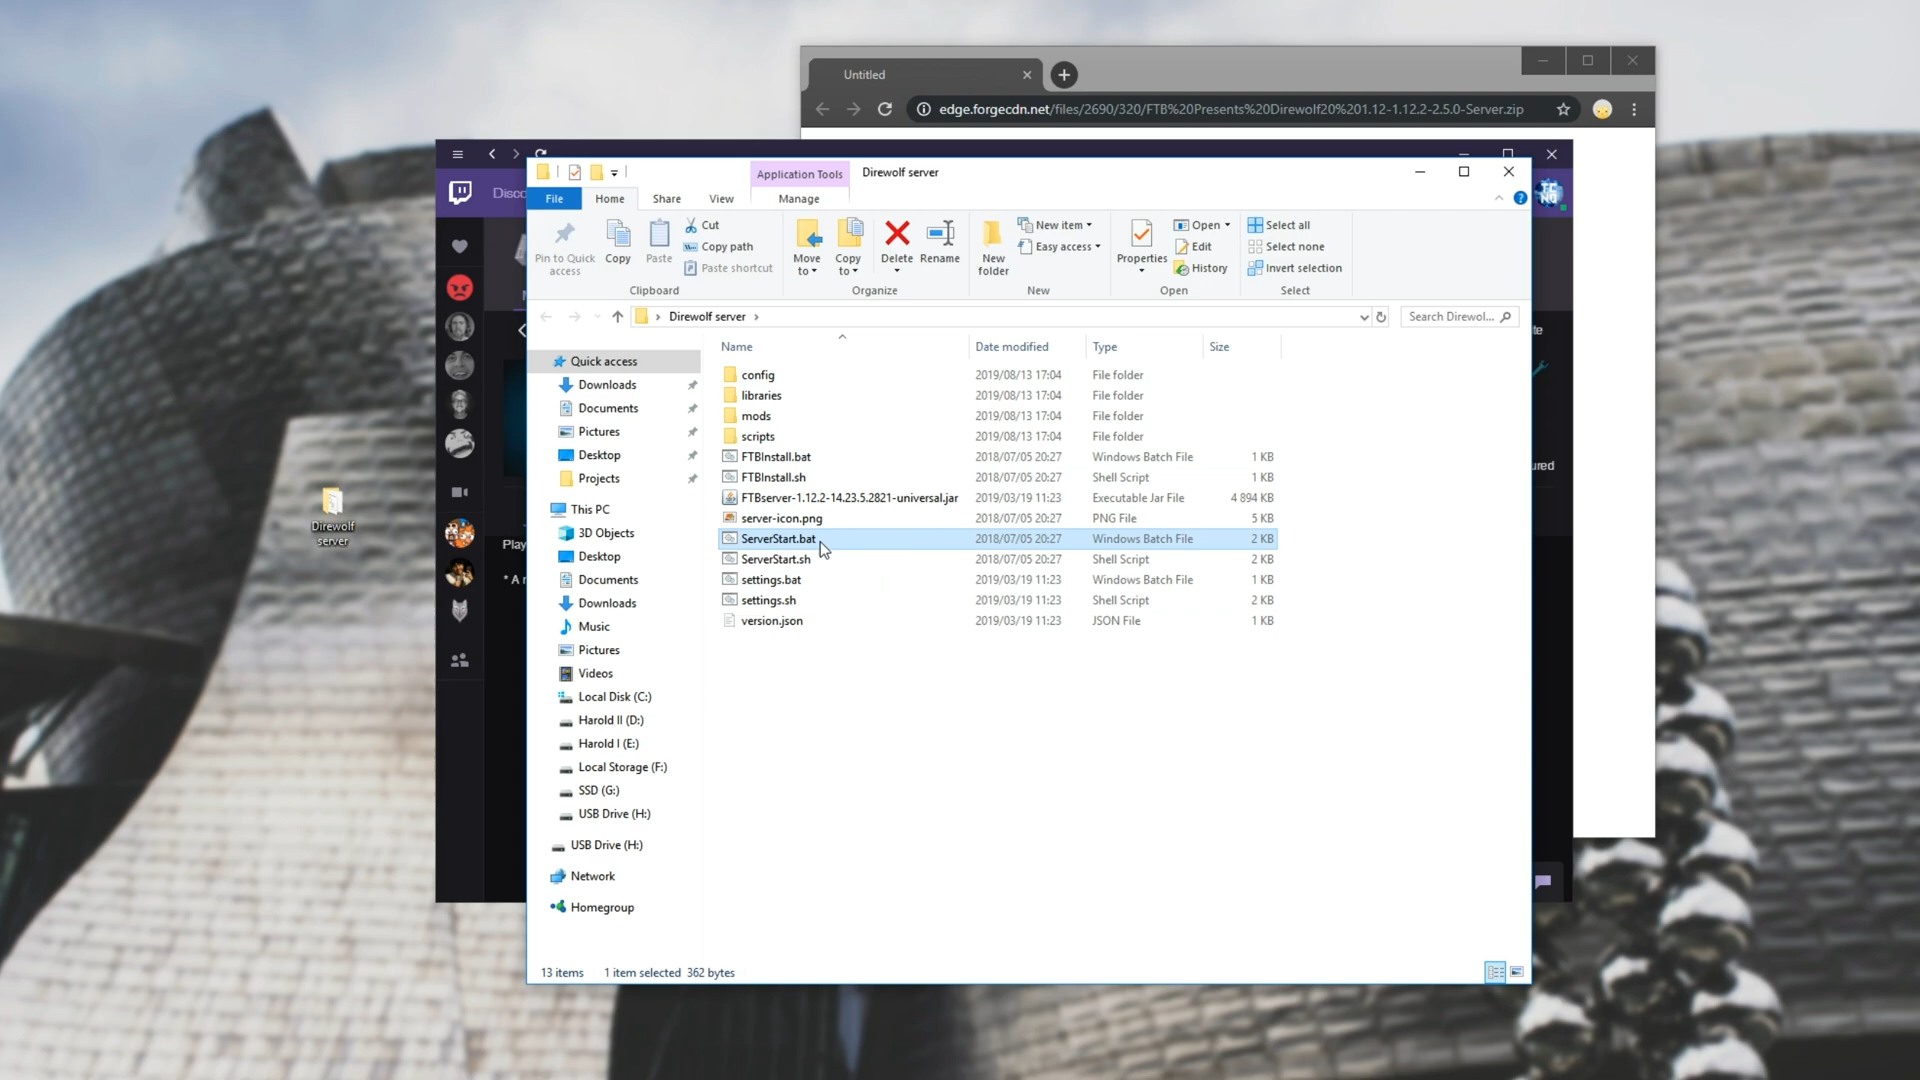 Untitled
edge.forgecdn.net/files/2690/320/FTB%20Presents%20Direwolf20%201.12-1.12.2-2.5.0-Server.zip
Application Tools
Direwolf server
File
Home
Share
View
Manage
Pin to Quick access
Copy
Paste
Cut
Copy path
Paste shortcut
Clipboard
Move to
Copy to
Delete
Rename
Organize
New folder
New item
Easy access
New
Properties
Open
Edit
History
Open
Select all
Select none
Invert selection
Select
Direwolf server
Search Direwol...
Name Date modified Type Size
config 2019/08/13 17:04 File folder
libraries 2019/08/13 17:04 File folder
mods 2019/08/13 17:04 File folder
scripts 2019/08/13 17:04 File folder
FTBInstall.bat 2018/07/05 20:27 Windows Batch File 1 KB
FTBInstall.sh 2018/07/05 20:27 Shell Script 1 KB
FTBserver-1.12.2-14.23.5.2821-universal.jar 2019/03/19 11:23 Executable Jar File 4 894 KB
server-icon.png 2018/07/05 20:27 PNG File 5 KB
ServerStart.bat 2018/07/05 20:27 Windows Batch File 2 KB
ServerStart.sh 2018/07/05 20:27 Shell Script 2 KB
settings.bat 2019/03/19 11:23 Windows Batch File 1 KB
settings.sh 2019/03/19 11:23 Shell Script 2 KB
version.json 2019/03/19 11:23 JSON File 1 KB
Quick access
Downloads
Documents
Pictures
Desktop
Projects
This PC
3D Objects
Desktop
Documents
Downloads
Music
Pictures
Videos
Local Disk (C:)
Harold II (D:)
Harold I (E:)
Local Storage (F:)
SSD (G:)
USB Drive (H:)
USB Drive (H:)
Network
Homegroup
13 items 1 item selected 362 bytes
Direwolf
server
Disco
Play
* A
ured
te